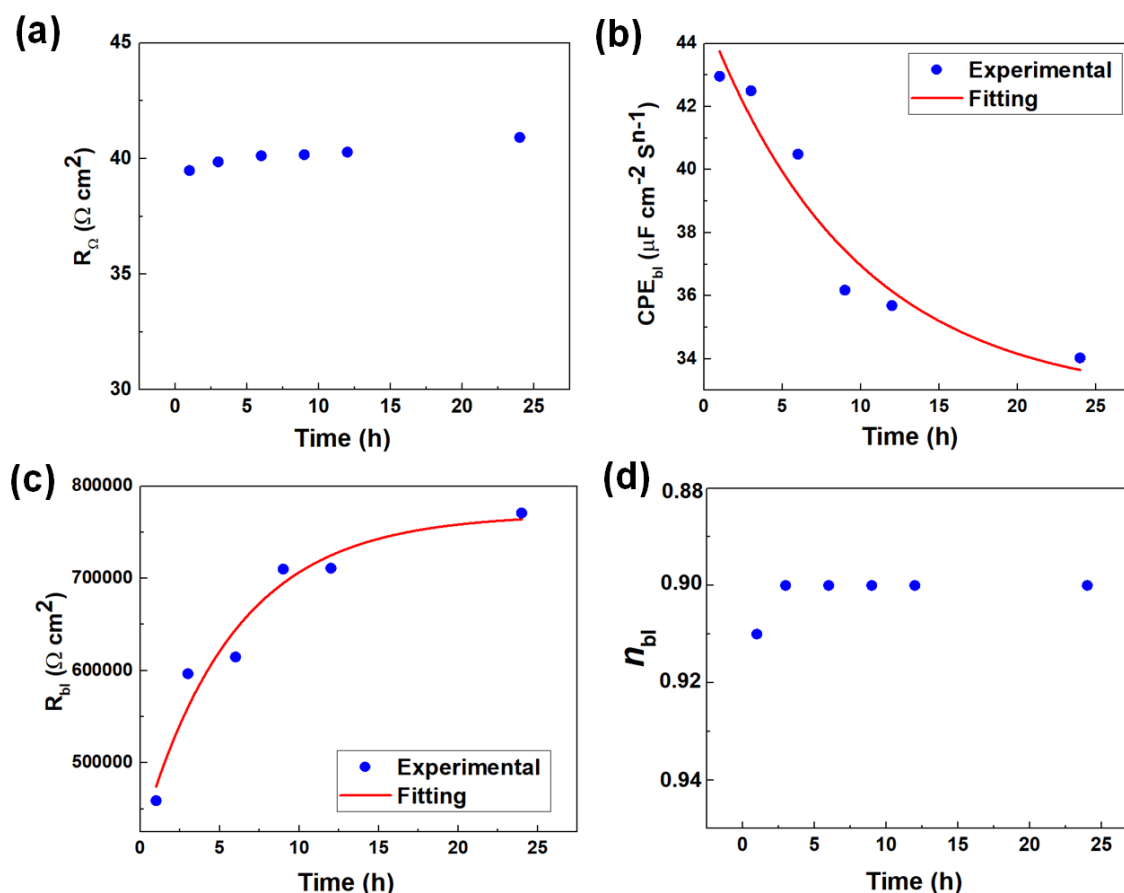 (a)
45
40
35
30
R_Ω (Ω cm²)
0 5 10 15 20 25
Time (h)
(b)
44
42
40
38
36
34
CPE_bl (μF cm⁻² Sⁿ⁻¹)
Experimental
Fitting
0 5 10 15 20 25
Time (h)
(c)
800000
700000
600000
500000
R_bl (Ω cm²)
Experimental
Fitting
0 5 10 15 20 25
Time (h)
(d)
0.88
0.90
0.92
0.94
n_bl
0 5 10 15 20 25
Time (h)